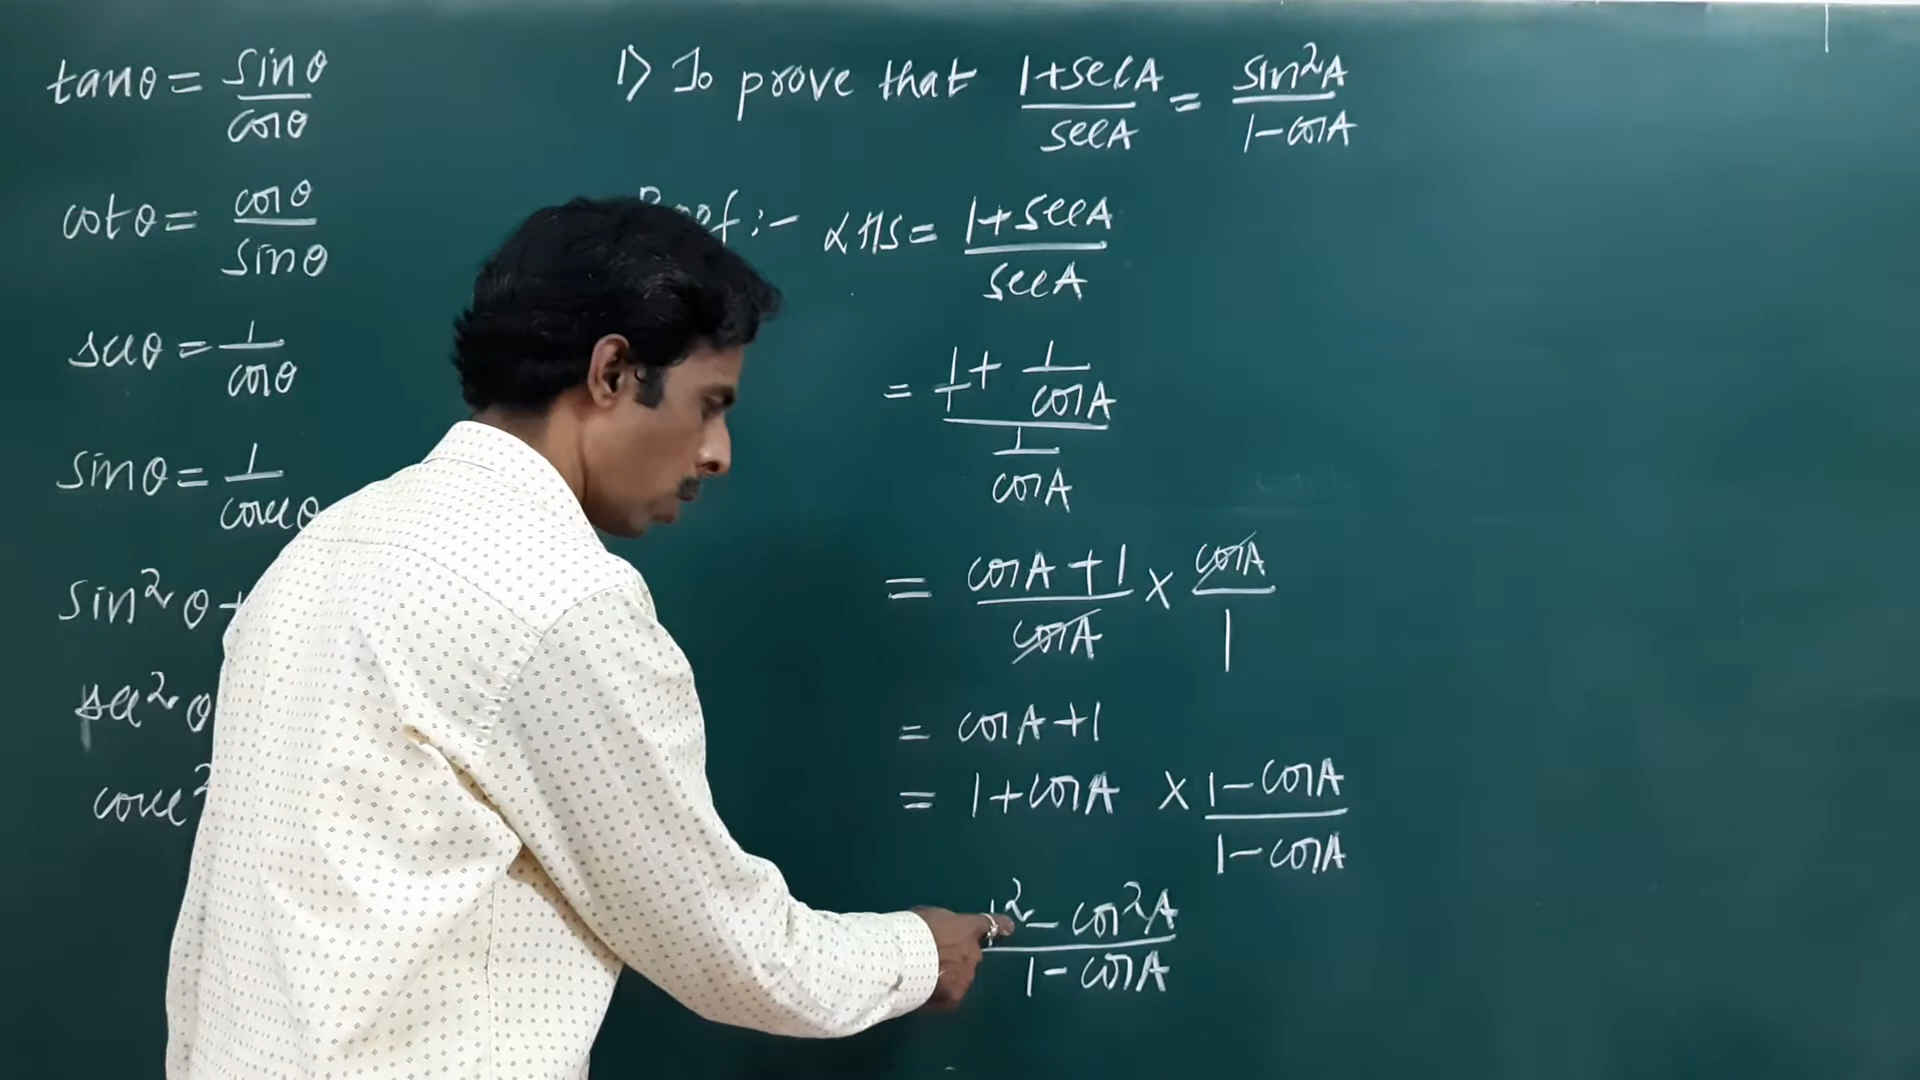 tanθ = sinθ / cosθ
cotθ = cosθ / sinθ
secθ = 1 / cosθ
sinθ = 1 / cosecθ
sin²θ +
sec²θ
cosec²
1) To prove that (1+secA) / secA = sin²A / (1-cosA)
Proof :- LHS = (1+secA) / secA
= (1/1 + 1/cosA) / (1/cosA)
= (cosA+1) / cosA × cosA / 1
= cosA+1
= 1+cosA × (1-cosA) / (1-cosA)
(1² - cos²A) / (1-cosA)